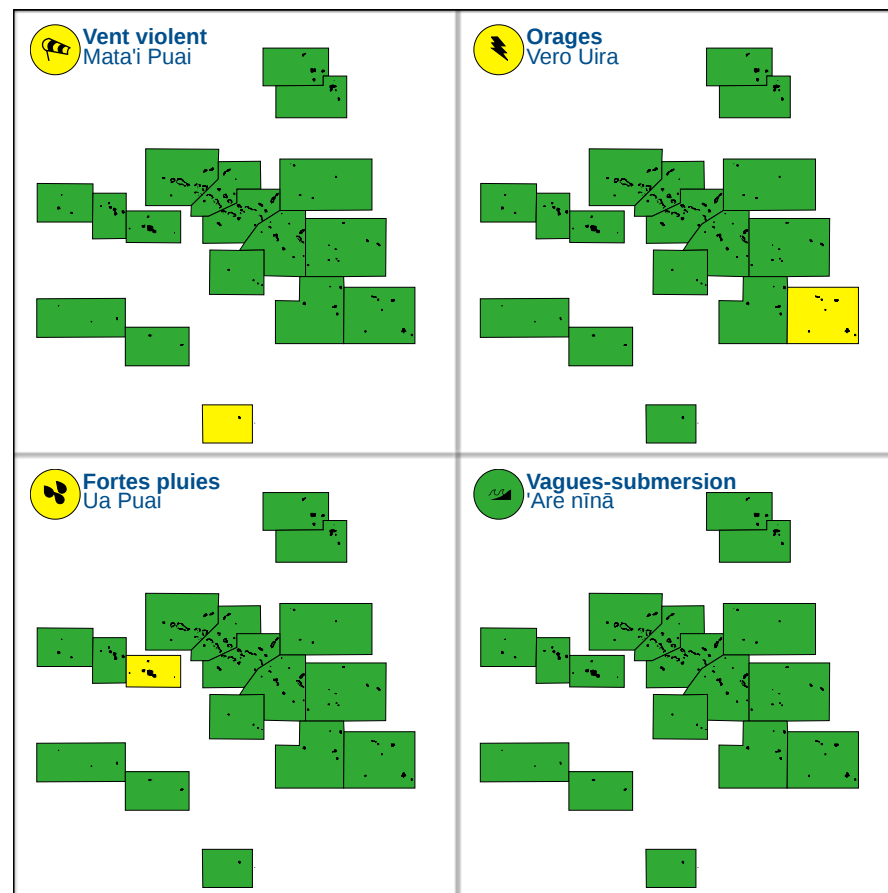 Vent violent
Mata'i Puai
Orages
Vero Uira
Fortes pluies
Ua Puai
Vagues-submersion
'Are nīnā